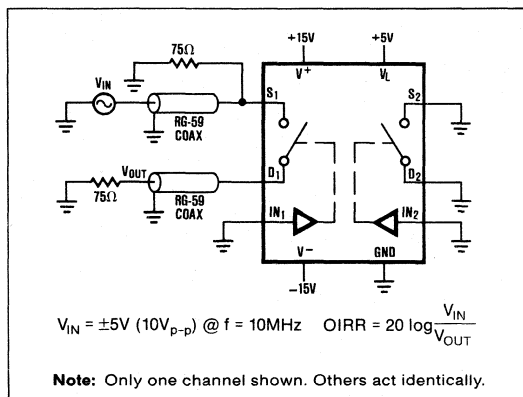 +15V +5V
75Ω
V+ VL
VIN S1 S2
RG-59
COAX
VOUT D1 D2
75Ω
RG-59
COAX
IN1 IN2
V− GND
−15V
VIN = ±5V (10Vp-p) @ f = 10MHz OIRR = 20 log VIN/VOUT
Note: Only one channel shown. Others act identically.